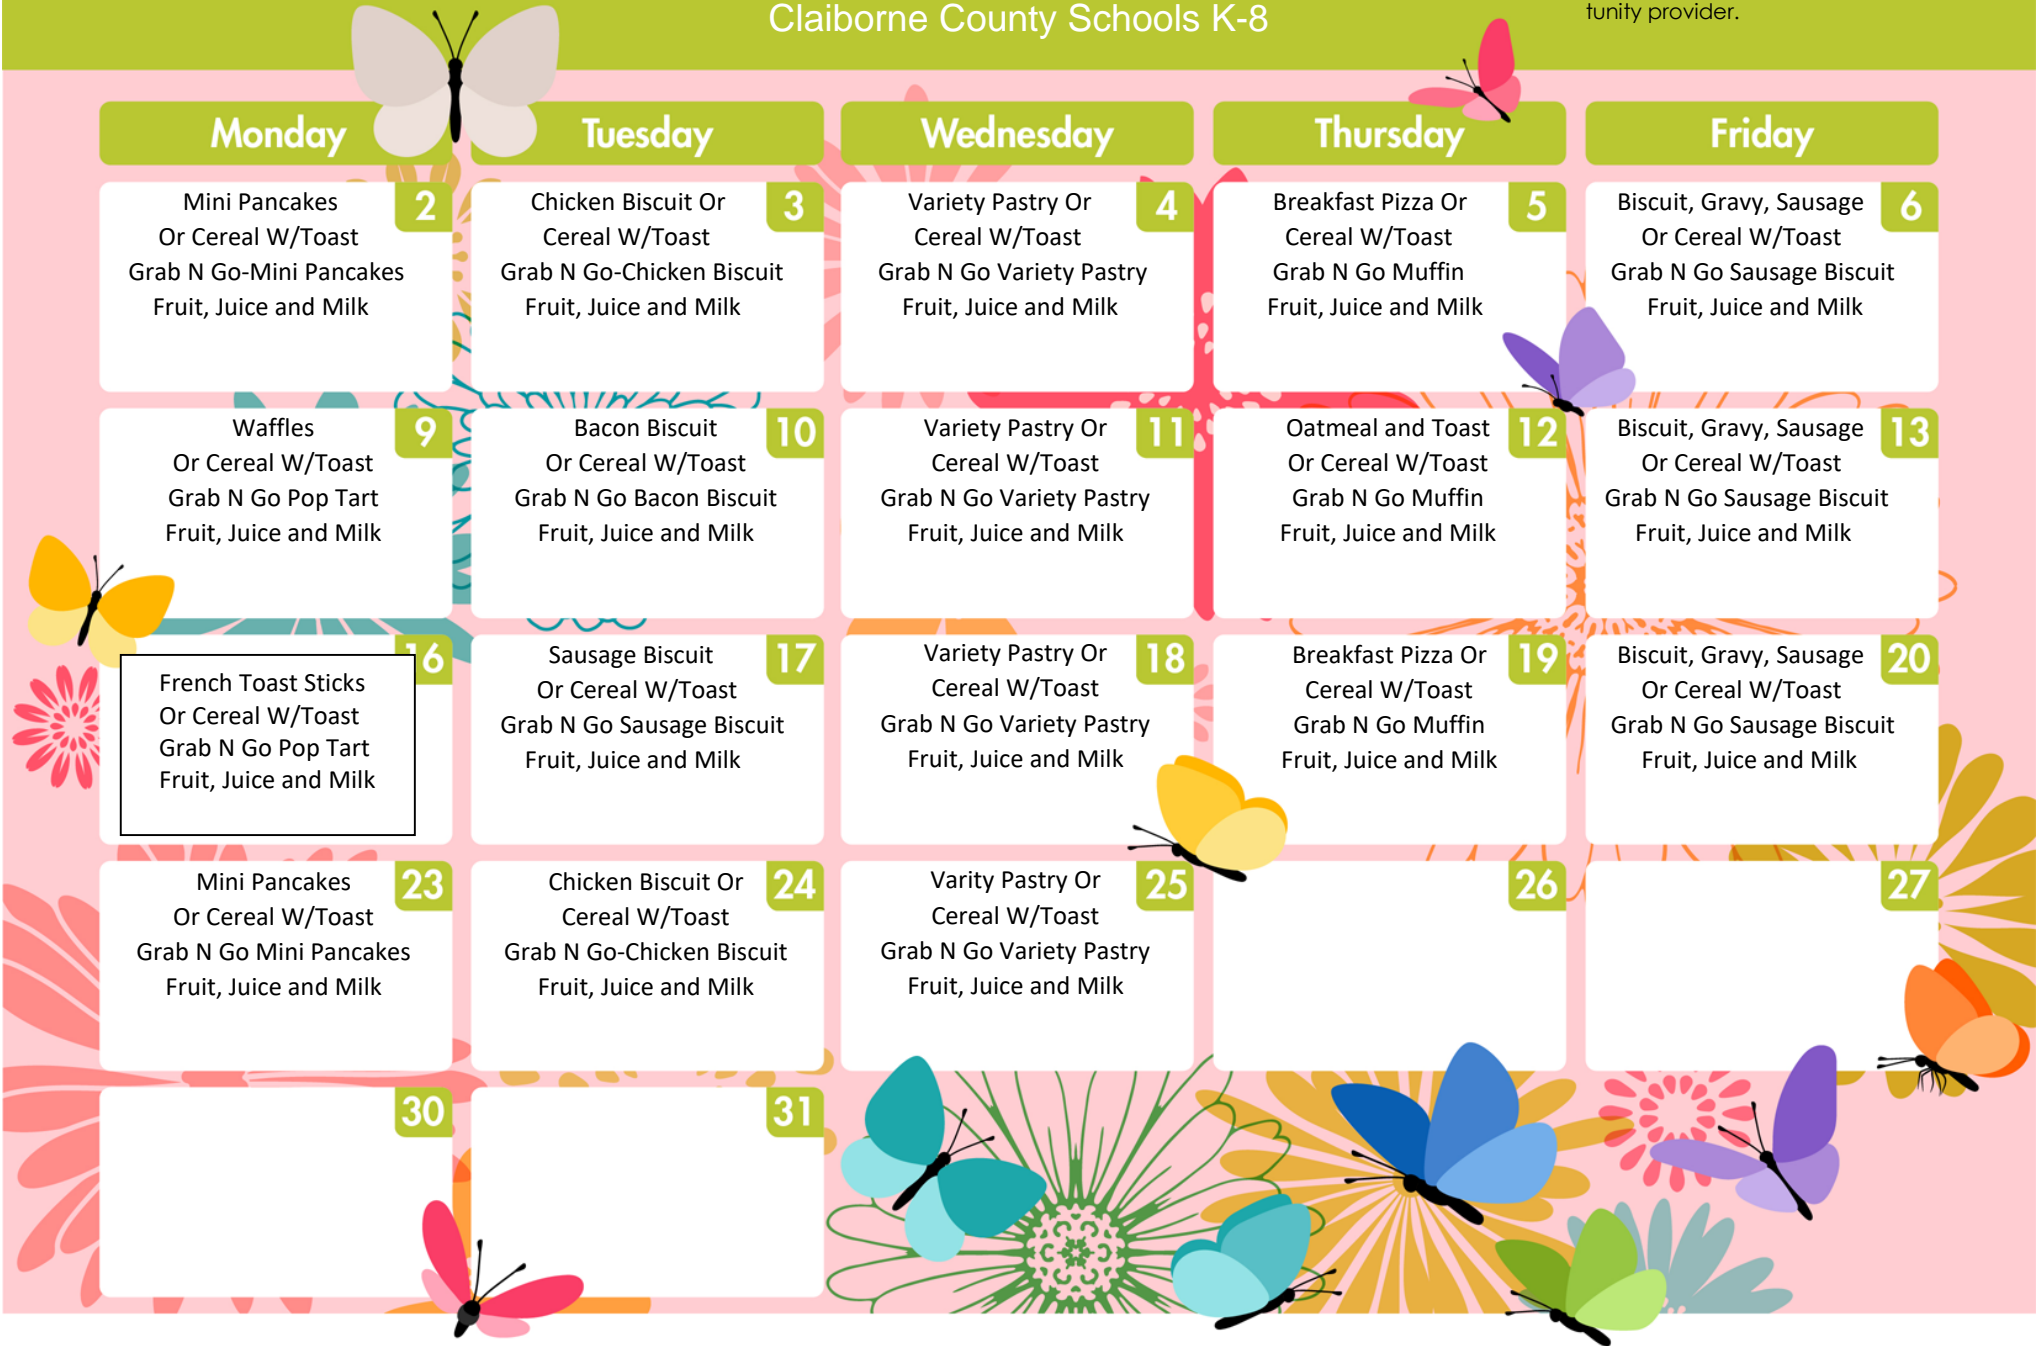 Claiborne County Schools K-8
tunity provider.
Monday
Tuesday
Wednesday
Thursday
Friday
2
Mini Pancakes
Or Cereal W/Toast
Grab N Go-Mini Pancakes
Fruit, Juice and Milk
3
Chicken Biscuit Or
Cereal W/Toast
Grab N Go-Chicken Biscuit
Fruit, Juice and Milk
4
Variety Pastry Or
Cereal W/Toast
Grab N Go Variety Pastry
Fruit, Juice and Milk
5
Breakfast Pizza Or
Cereal W/Toast
Grab N Go Muffin
Fruit, Juice and Milk
6
Biscuit, Gravy, Sausage
Or Cereal W/Toast
Grab N Go Sausage Biscuit
Fruit, Juice and Milk
9
Waffles
Or Cereal W/Toast
Grab N Go Pop Tart
Fruit, Juice and Milk
10
Bacon Biscuit
Or Cereal W/Toast
Grab N Go Bacon Biscuit
Fruit, Juice and Milk
11
Variety Pastry Or
Cereal W/Toast
Grab N Go Variety Pastry
Fruit, Juice and Milk
12
Oatmeal and Toast
Or Cereal W/Toast
Grab N Go Muffin
Fruit, Juice and Milk
13
Biscuit, Gravy, Sausage
Or Cereal W/Toast
Grab N Go Sausage Biscuit
Fruit, Juice and Milk
16
French Toast Sticks
Or Cereal W/Toast
Grab N Go Pop Tart
Fruit, Juice and Milk
17
Sausage Biscuit
Or Cereal W/Toast
Grab N Go Sausage Biscuit
Fruit, Juice and Milk
18
Variety Pastry Or
Cereal W/Toast
Grab N Go Variety Pastry
Fruit, Juice and Milk
19
Breakfast Pizza Or
Cereal W/Toast
Grab N Go Muffin
Fruit, Juice and Milk
20
Biscuit, Gravy, Sausage
Or Cereal W/Toast
Grab N Go Sausage Biscuit
Fruit, Juice and Milk
23
Mini Pancakes
Or Cereal W/Toast
Grab N Go Mini Pancakes
Fruit, Juice and Milk
24
Chicken Biscuit Or
Cereal W/Toast
Grab N Go-Chicken Biscuit
Fruit, Juice and Milk
25
Varity Pastry Or
Cereal W/Toast
Grab N Go Variety Pastry
Fruit, Juice and Milk
26
27
30
31